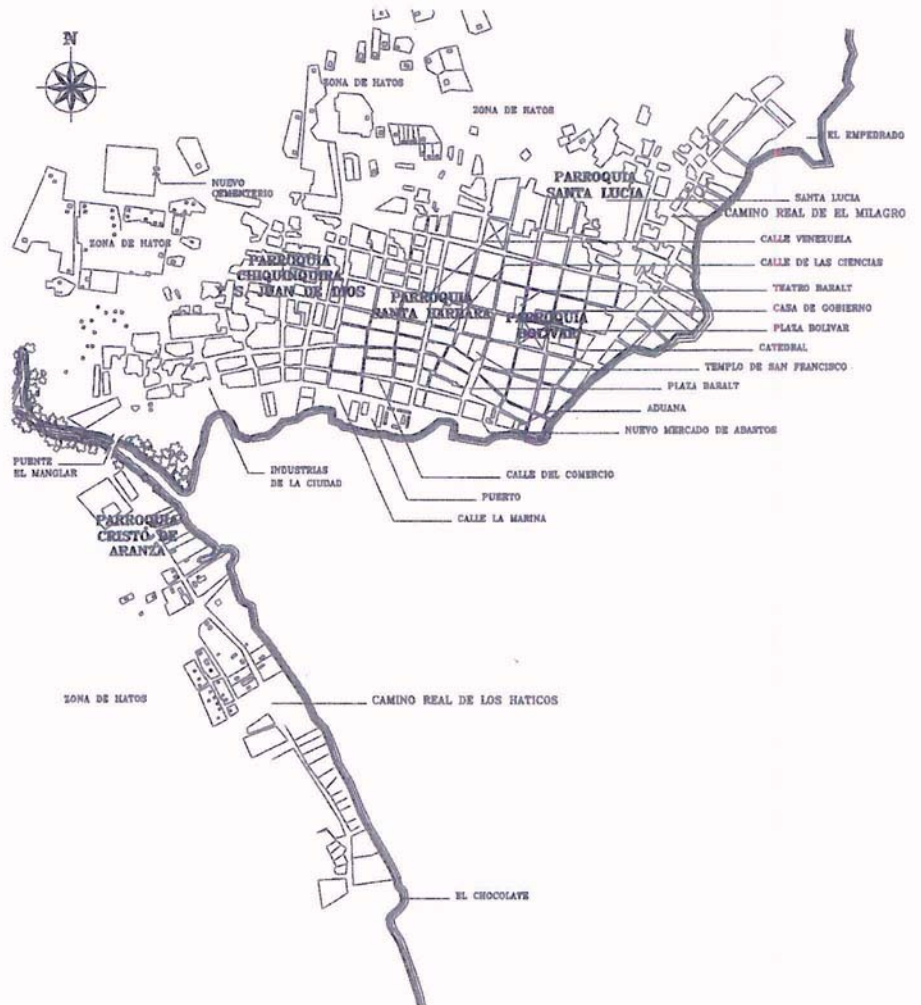 N
ZONA DE HATOS
ZONA DE HATOS
EL EMPEDRADO
PARROQUIA
SANTA LUCIA
NUEVO
CEMENTERIO
SANTA LUCIA
CAMINO REAL DE EL MILAGRO
ZONA DE HATOS
CALLE VENEZUELA
PARROQUIA
CHIQUINQUIRA
Y S. JUAN DE DIOS
CALLE DE LAS CIENCIAS
TEATRO BARALT
PARROQUIA
SANTA BARBARA
CASA DE GOBIERNO
PARROQUIA
BOLIVAR
PLAZA BOLIVAR
CATEDRAL
TEMPLO DE SAN FRANCISCO
PLAZA BARALT
ADUANA
NUEVO MERCADO DE ABASTOS
PUENTE
EL MANGLAR
INDUSTRIAS
DE LA CIUDAD
CALLE DEL COMERCIO
PUERTO
CALLE LA MARINA
PARROQUIA
CRISTO DE
ARANZA
ZONA DE HATOS
CAMINO REAL DE LOS HATICOS
EL CHOCOLATE